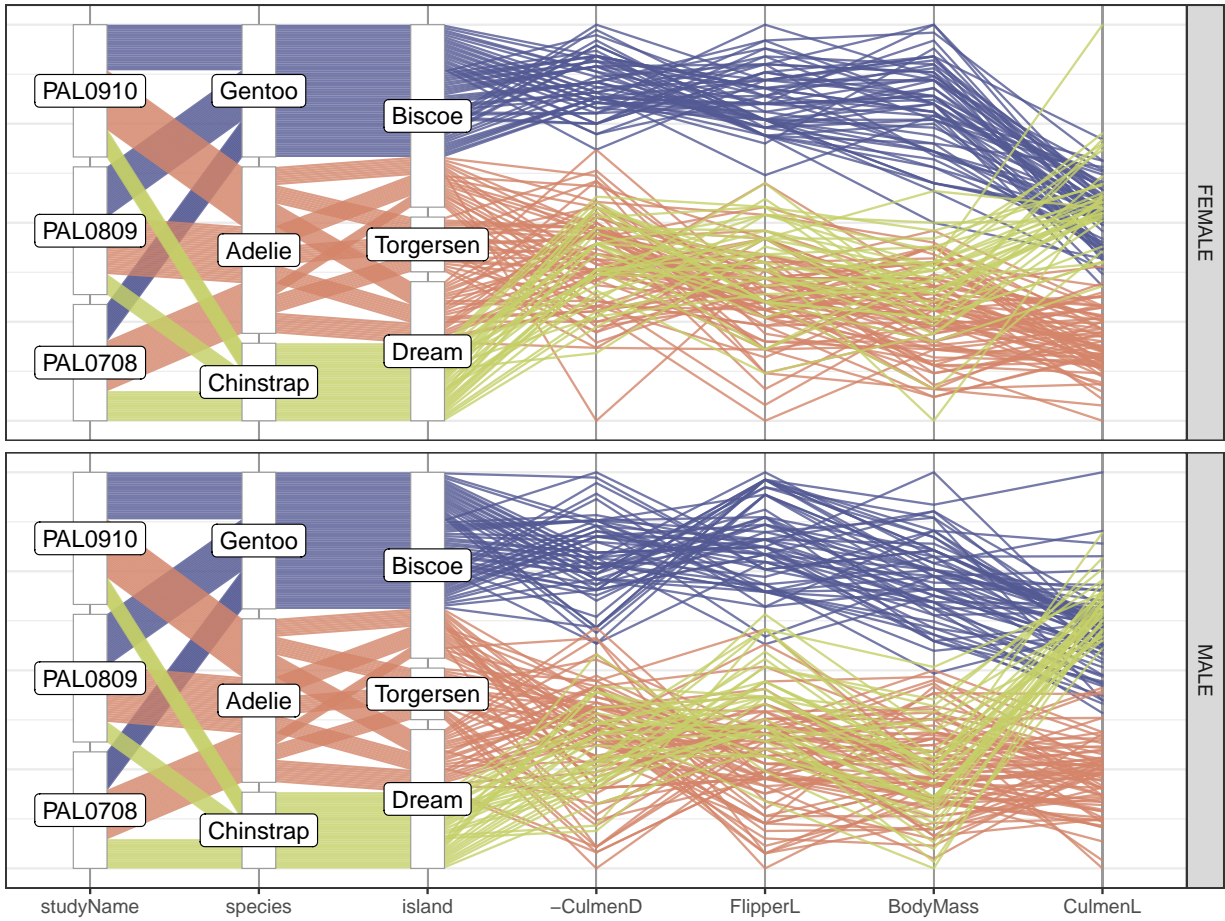 PAL0910
Gentoo
Biscoe
PAL0809
Adelie
Torgersen
PAL0708
Chinstrap
Dream
FEMALE
PAL0910
Gentoo
Biscoe
PAL0809
Adelie
Torgersen
PAL0708
Chinstrap
Dream
MALE
studyName species island −CulmenD FlipperL BodyMass CulmenL